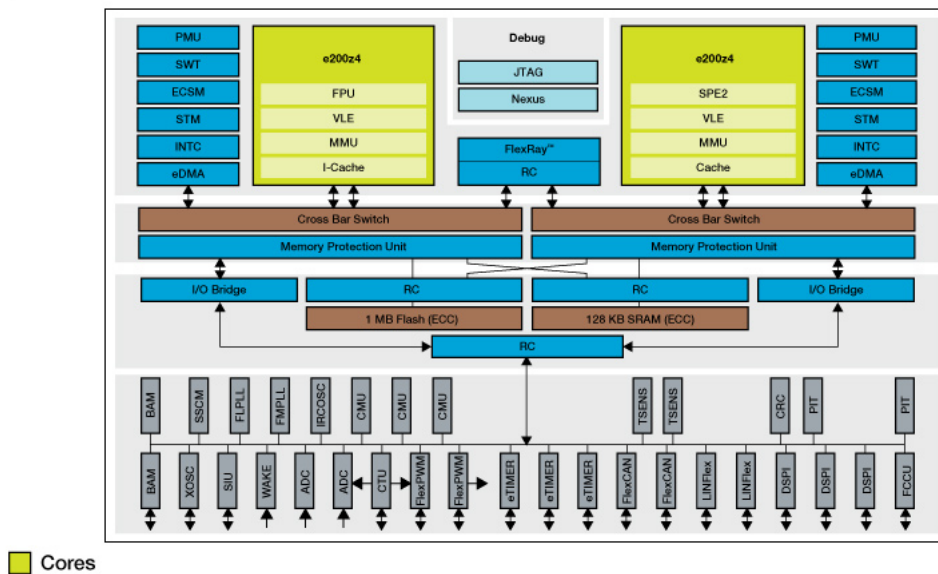 PMU
SWT
ECSM
STM
INTC
eDMA
e200z4
FPU
VLE
MMU
I-Cache
Debug
JTAG
Nexus
FlexRay™
RC
e200z4
SPE2
VLE
MMU
Cache
PMU
SWT
ECSM
STM
INTC
eDMA
Cross Bar Switch
Cross Bar Switch
Memory Protection Unit
Memory Protection Unit
I/O Bridge
RC
RC
I/O Bridge
1 MB Flash (ECC)
128 KB SRAM (ECC)
RC
BAM
SSCM
FLPLL
FMPLL
IRCOSC
CMU
CMU
CMU
TSENS
TSENS
CRC
PIT
PIT
BAM
XOSC
SIU
WAKE
ADC
ADC
CTU
FlexPWM
FlexPWM
eTIMER
eTIMER
eTIMER
FlexCAN
FlexCAN
LINFlex
LINFlex
DSPI
DSPI
DSPI
FCCU
Cores